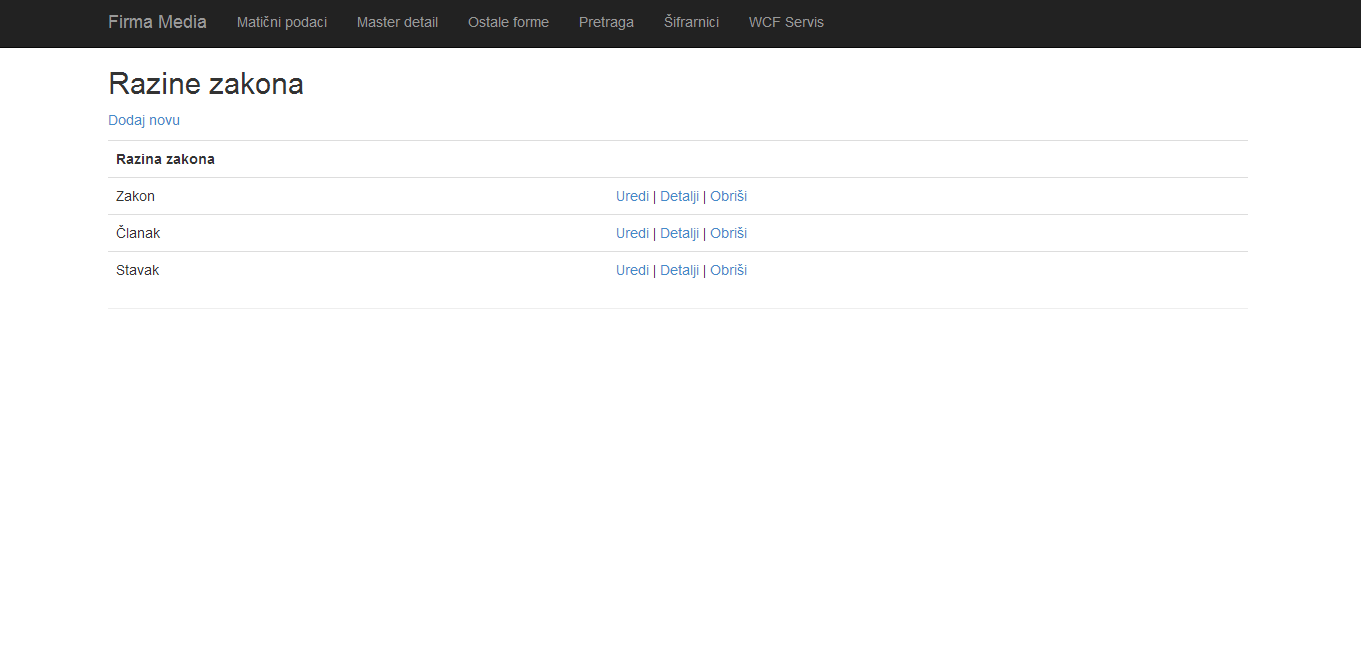 Firma Media Matični podaci Master detail Ostale forme Pretraga Šiframici WCF Servis
Razine zakona
Dodaj novu
Razina zakona
Zakon Uredi | Detalji | Obriši
Članak Uredi | Detalji | Obriši
Stavak Uredi | Detalji | Obriši